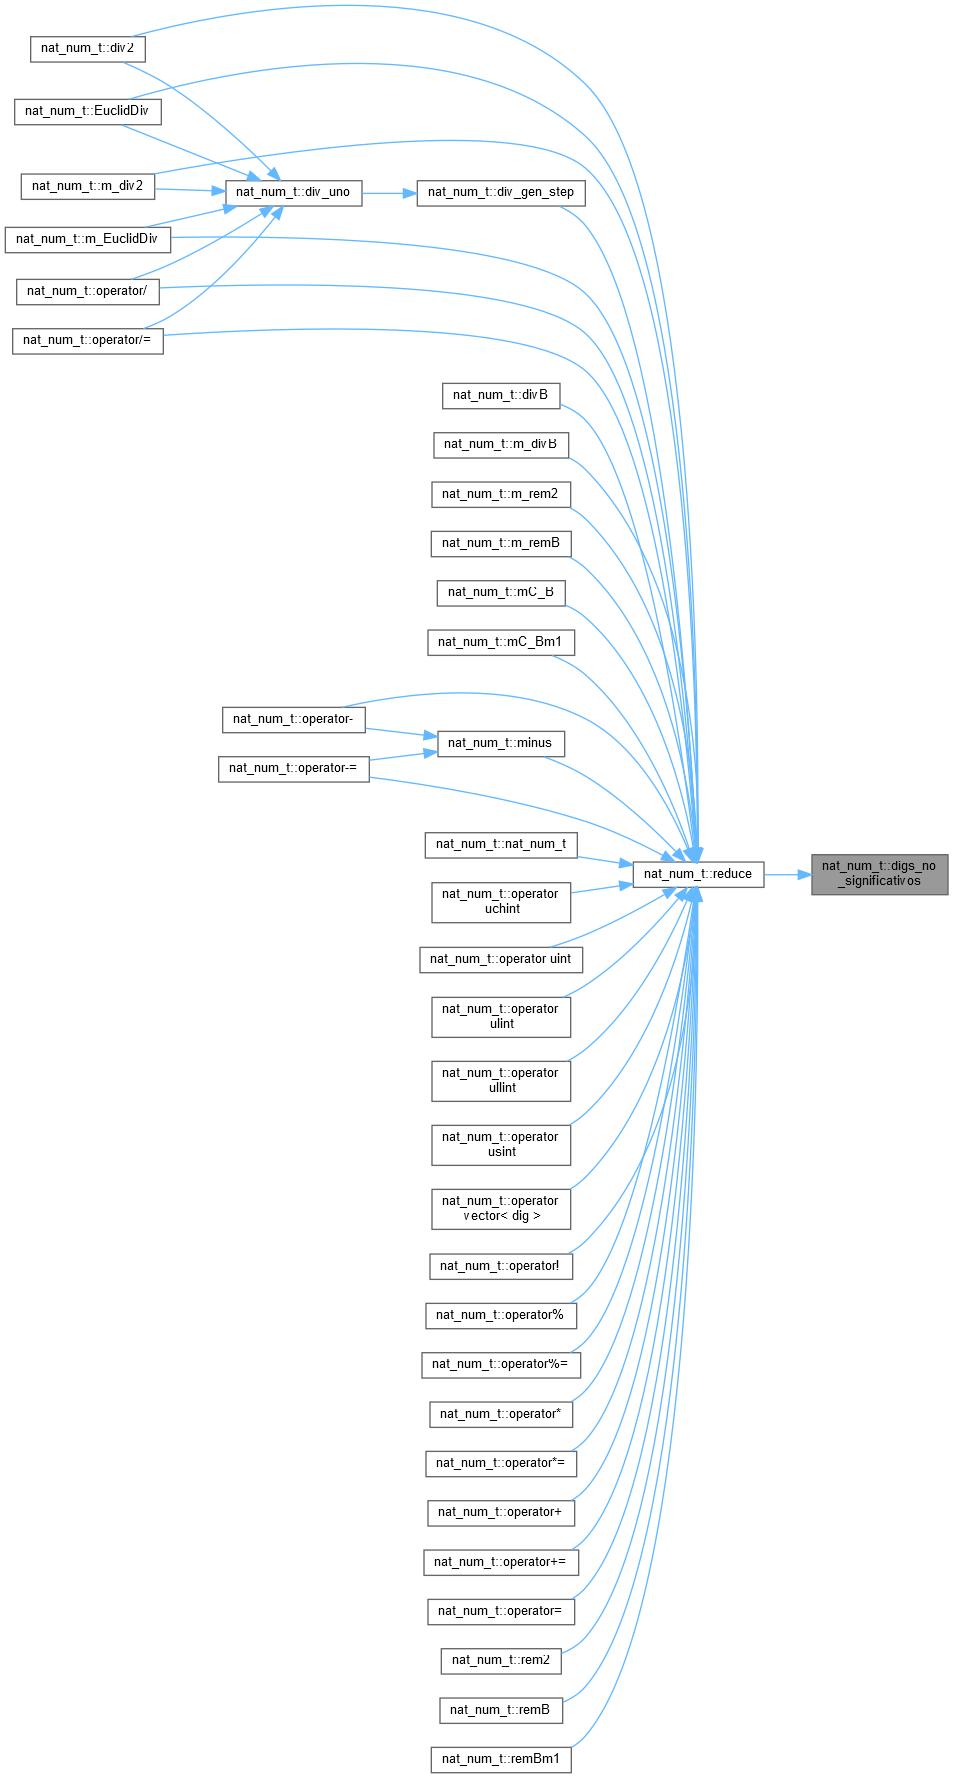 nat_num_t::div2
nat_num_t::EuclidDiv
nat_num_t::m_div2
nat_num_t::div_uno
nat_num_t::div_gen_step
nat_num_t::m_EuclidDiv
nat_num_t::operator/
nat_num_t::operator/=
nat_num_t::divB
nat_num_t::m_divB
nat_num_t::m_rem2
nat_num_t::m_remB
nat_num_t::mC_B
nat_num_t::mC_Bm1
nat_num_t::operator-
nat_num_t::minus
nat_num_t::operator-=
nat_num_t::nat_num_t
nat_num_t::reduce
nat_num_t::digs_no
_significativos
nat_num_t::operator
uchint
nat_num_t::operator uint
nat_num_t::operator
ulint
nat_num_t::operator
ullint
nat_num_t::operator
usint
nat_num_t::operator
vector< dig >
nat_num_t::operator!
nat_num_t::operator%
nat_num_t::operator%=
nat_num_t::operator*
nat_num_t::operator*=
nat_num_t::operator+
nat_num_t::operator+=
nat_num_t::operator=
nat_num_t::rem2
nat_num_t::remB
nat_num_t::remBm1